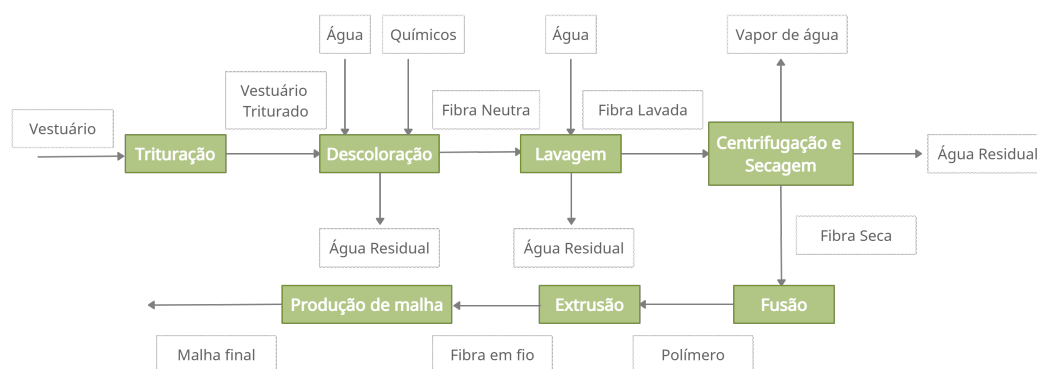 Água
Químicos
Água
Vapor de água
Vestuário
Triturado
Fibra Neutra
Fibra Lavada
Vestuário
Trituração
Descoloração
Lavagem
Centrifugação e
Secagem
Água Residual
Água Residual
Água Residual
Fibra Seca
Produção de malha
Extrusão
Fusão
Malha final
Fibra em fio
Polímero